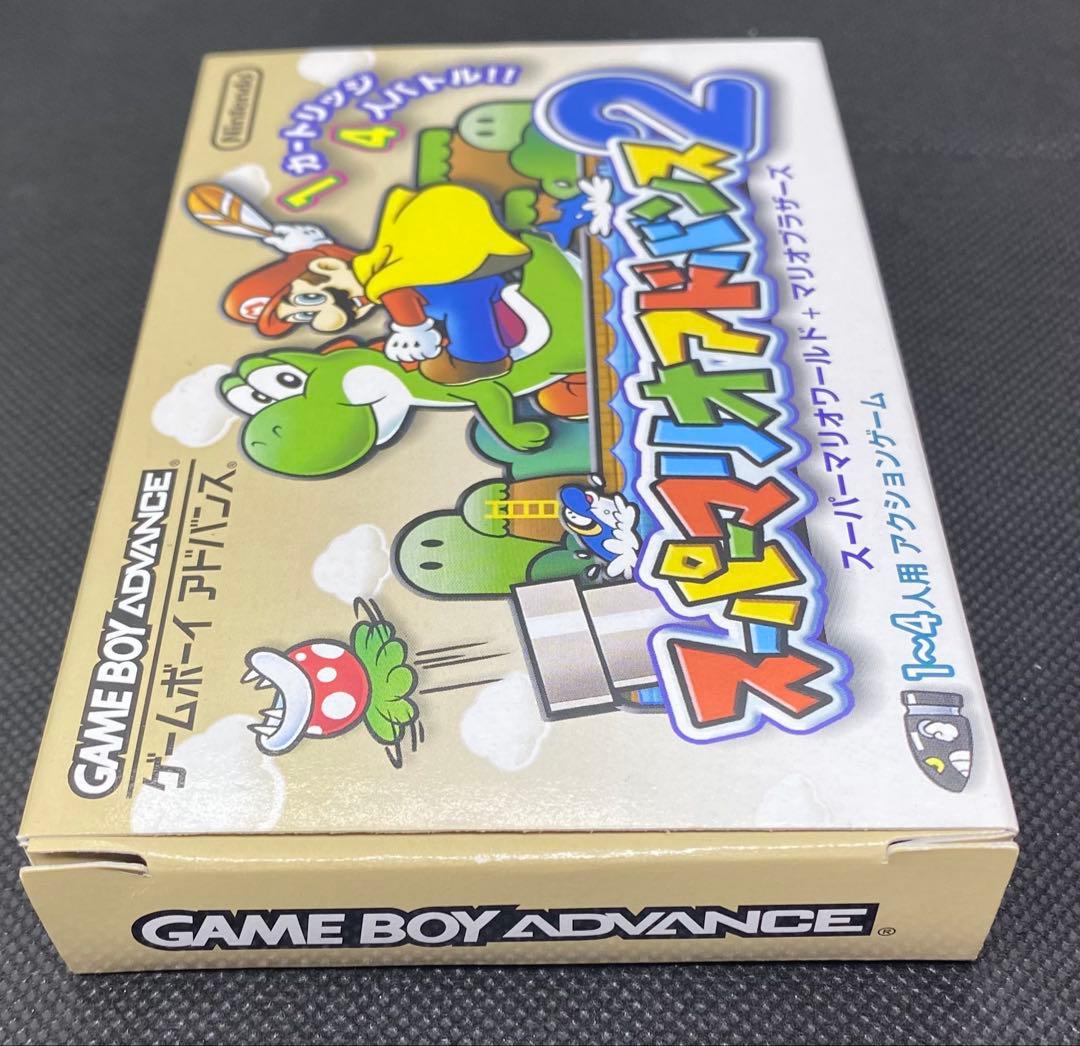 GAME BOY ADVANCE®
ゲームボーイ アドバンス®
Nintendo
1カートリッジ
4人バトル!!
スーパーマリオアドバンス2
スーパーマリオワールド+マリオブラザーズ
1~4人用 アクションゲーム
GAME BOY ADVANCE®